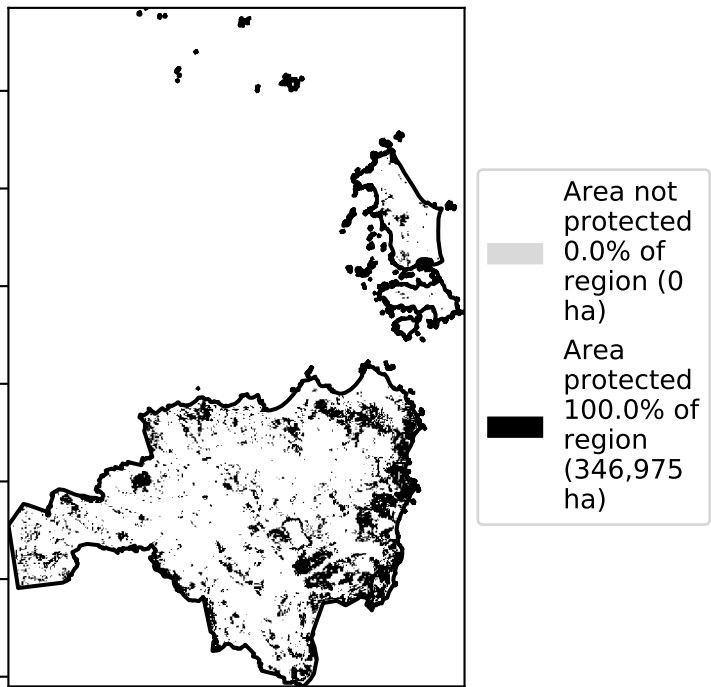 Area not
protected
0.0% of
region (0
ha)
Area
protected
100.0% of
region
(346,975
ha)